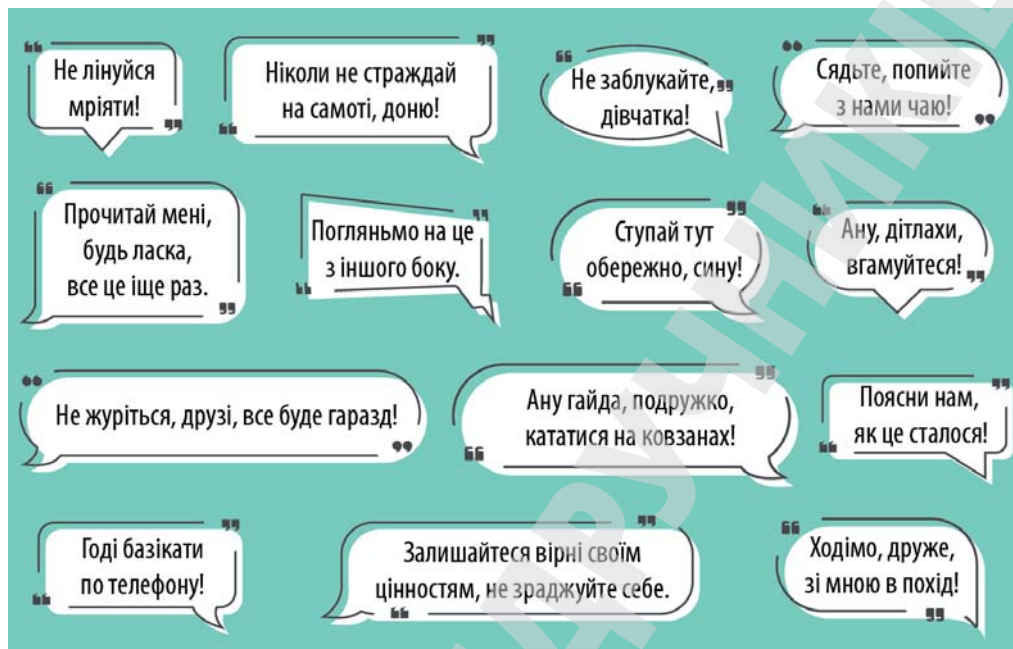 Не лінуйся
мріяти!
Ніколи не страждай
на самоті, доню!
Не заблукайте,
дівчатка!
Сядьте, попийте
з нами чаю!
Прочитай мені,
будь ласка,
все це іще раз.
Погляньмо на це
з іншого боку.
Ступай тут
обережно, сину!
Ану, дітлахи,
вгамуйтеся!
Не журіться, друзі, все буде гаразд!
Ану гайда, подружко,
кататися на ковзанах!
Поясни нам,
як це сталося!
Годі базікати
по телефону!
Залишайтеся вірні своїм
цінностям, не зраджуйте себе.
Ходімо, друже,
зі мною в похід!